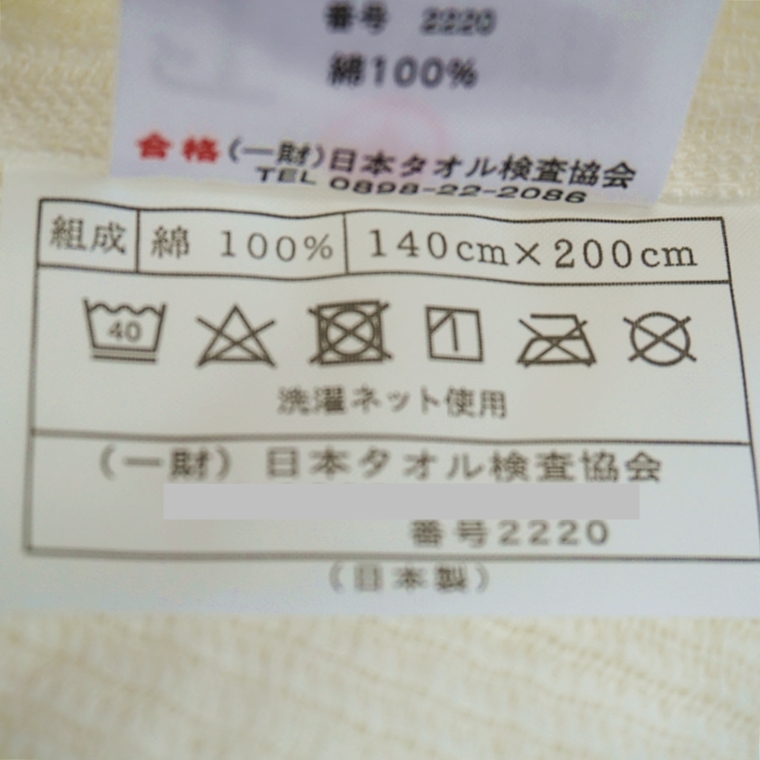 番号 2220
綿100%
合格 (一財)日本タオル検査協会
TEL 0898-22-2086
組成 綿 100% 140cm×200cm
40
洗濯ネット使用
(一財) 日本タオル検査協会
番号2220
(日本製)